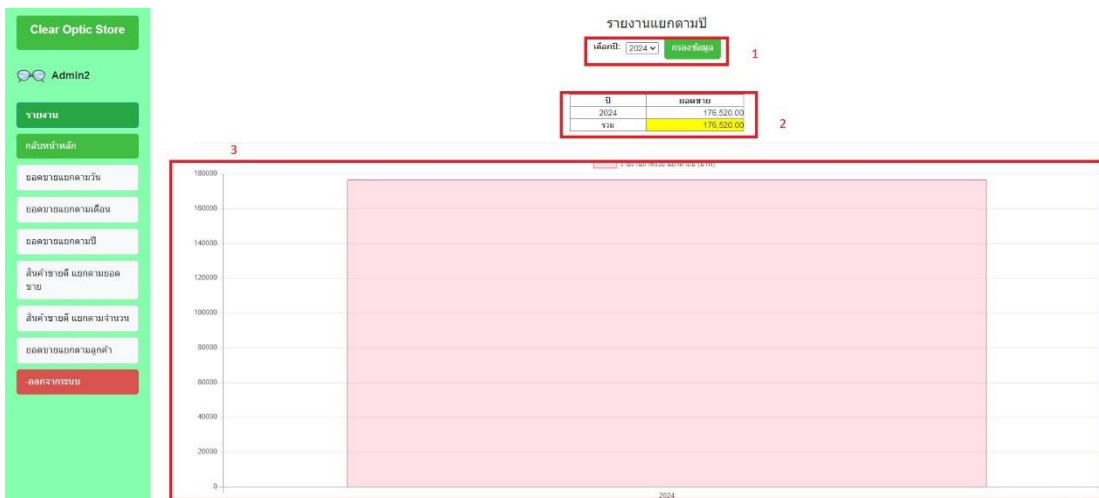 Clear Optic Store
Admin2
รายงาน
กลับหน้าหลัก
ยอดขายแยกตามวัน
ยอดขายแยกตามเดือน
ยอดขายแยกตามปี
สินค้าขายดี แยกตามยอด
ขาย
สินค้าขายดี แยกตามจำนวน
ยอดขายแยกตามลูกค้า
-ออกจากระบบ
รายงานแยกตามปี
เลือกปี: 2024 กรองข้อมูล
1
ปี ยอดขาย
2024 176,520.00
รวม 176,520.00
2
3
180000
160000
140000
120000
100000
80000
60000
40000
20000
0
2024